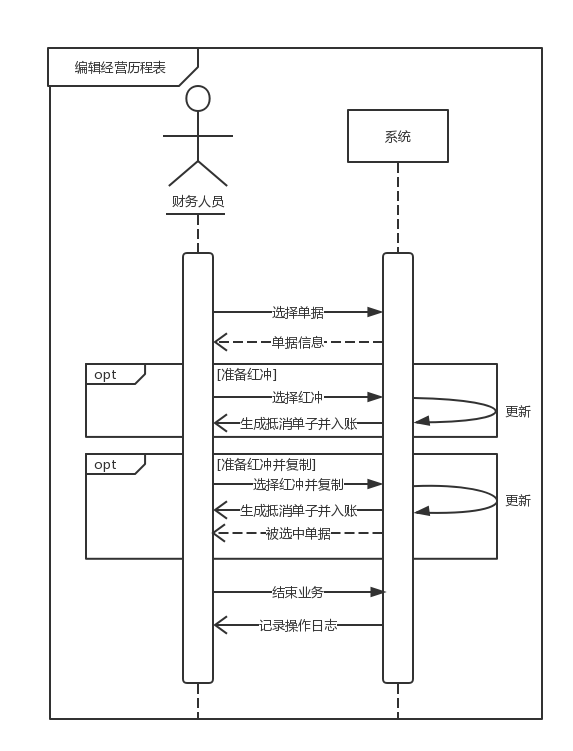 编辑经营历程表
系统
财务人员
选择单据
单据信息
opt
[准备红冲]
选择红冲
更新
生成抵消单子并入账
opt
[准备红冲并复制]
选择红冲并复制
更新
生成抵消单子并入账
被选中单据
结束业务
记录操作日志